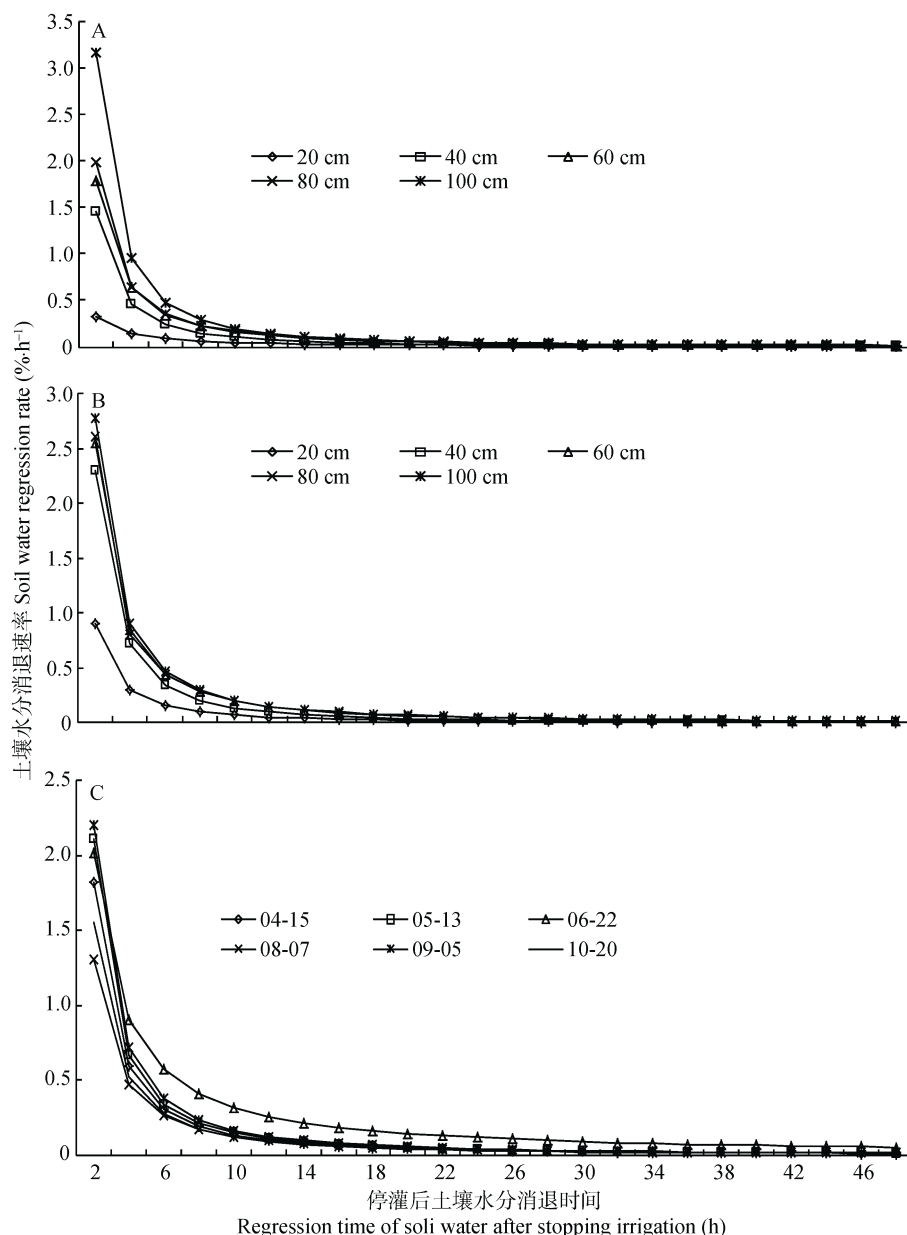 土壤水分消退速率 Soil water regression rate (%·h⁻¹)
A
3.5
3.0
2.5
2.0
1.5
1.0
0.5
0
20 cm 40 cm 60 cm
80 cm 100 cm
B
3.0
2.5
2.0
1.5
1.0
0.5
0
20 cm 40 cm 60 cm
80 cm 100 cm
C
2.5
2.0
1.5
1.0
0.5
0
04-15 05-13 06-22
08-07 09-05 10-20
2 6 10 14 18 22 26 30 34 38 42 46
停灌后土壤水分消退时间
Regression time of soli water after stopping irrigation (h)